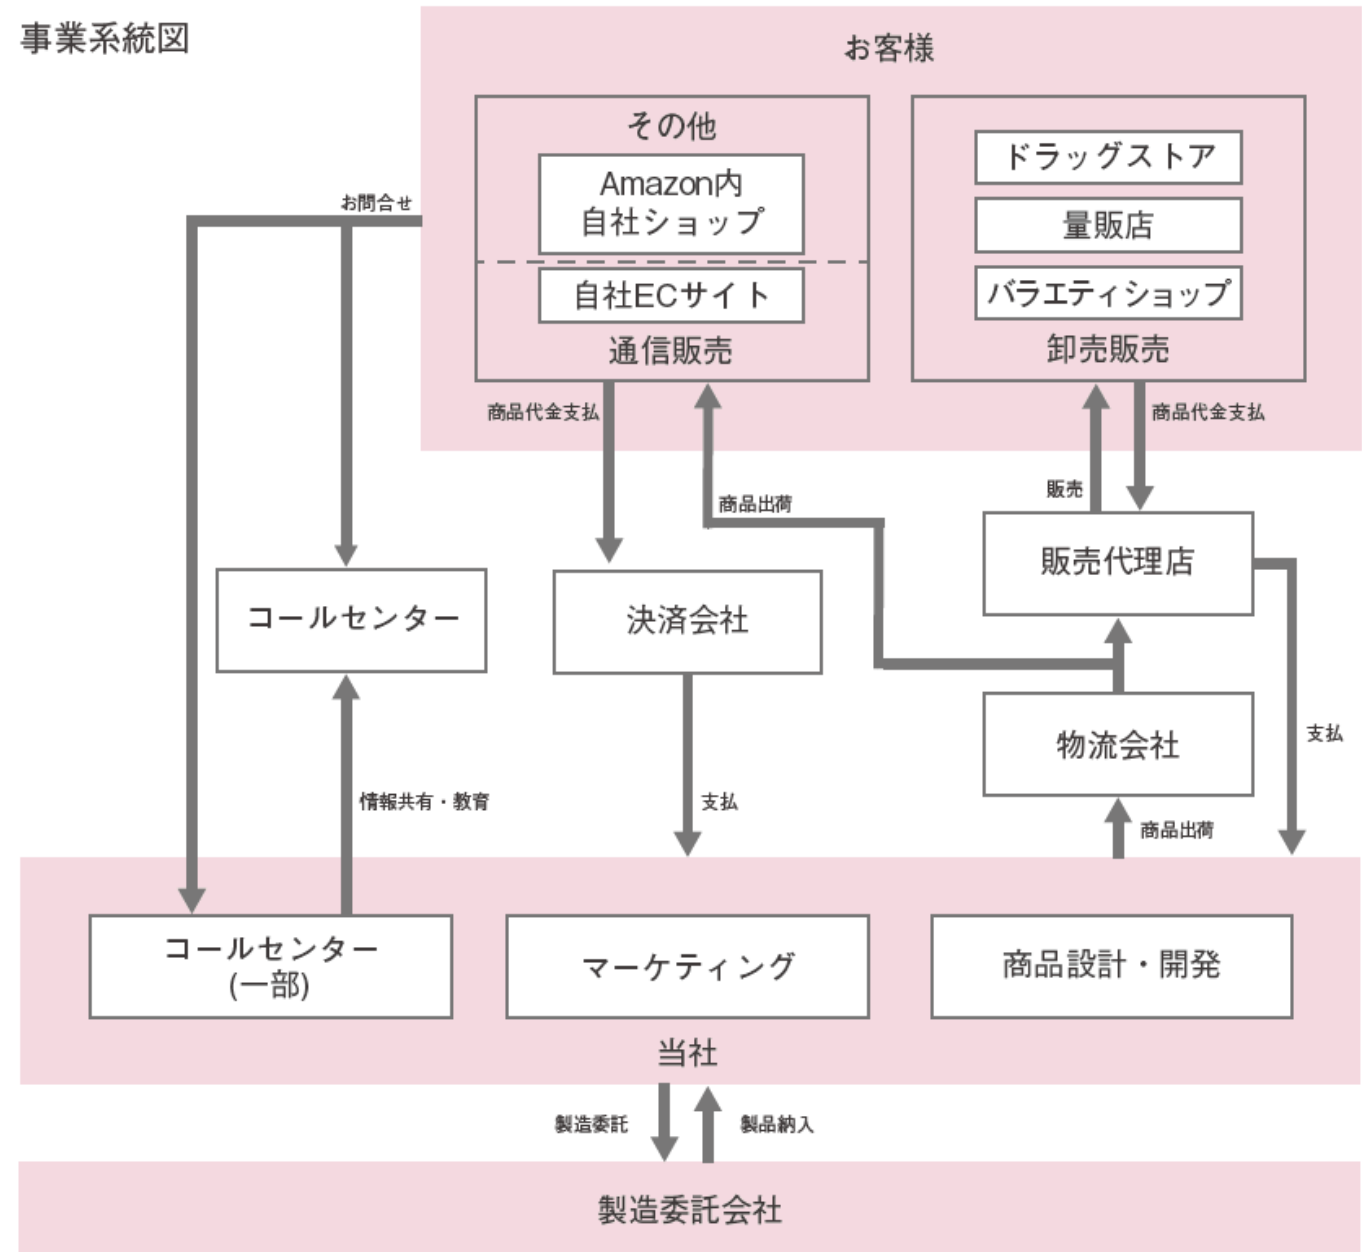 事業系統図
お客様
その他
Amazon内
自社ショップ
自社ECサイト
通信販売
ドラッグストア
量販店
バラエティショップ
卸売販売
お問合せ
商品代金支払
商品出荷
販売
商品代金支払
コールセンター
決済会社
販売代理店
物流会社
情報共有・教育
支払
商品出荷
支払
コールセンター
(一部)
マーケティング
商品設計・開発
当社
製造委託
製品納入
製造委託会社